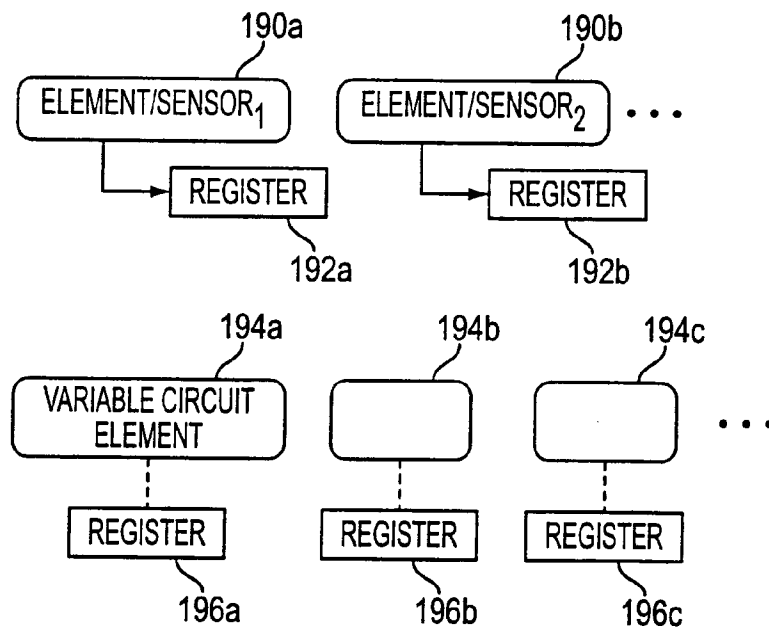 190a 190b
ELEMENT/SENSOR1 ELEMENT/SENSOR2 • • •
REGISTER REGISTER
192a 192b
194a 194b 194c
VARIABLE CIRCUIT
ELEMENT
• • •
REGISTER REGISTER REGISTER
196a 196b 196c